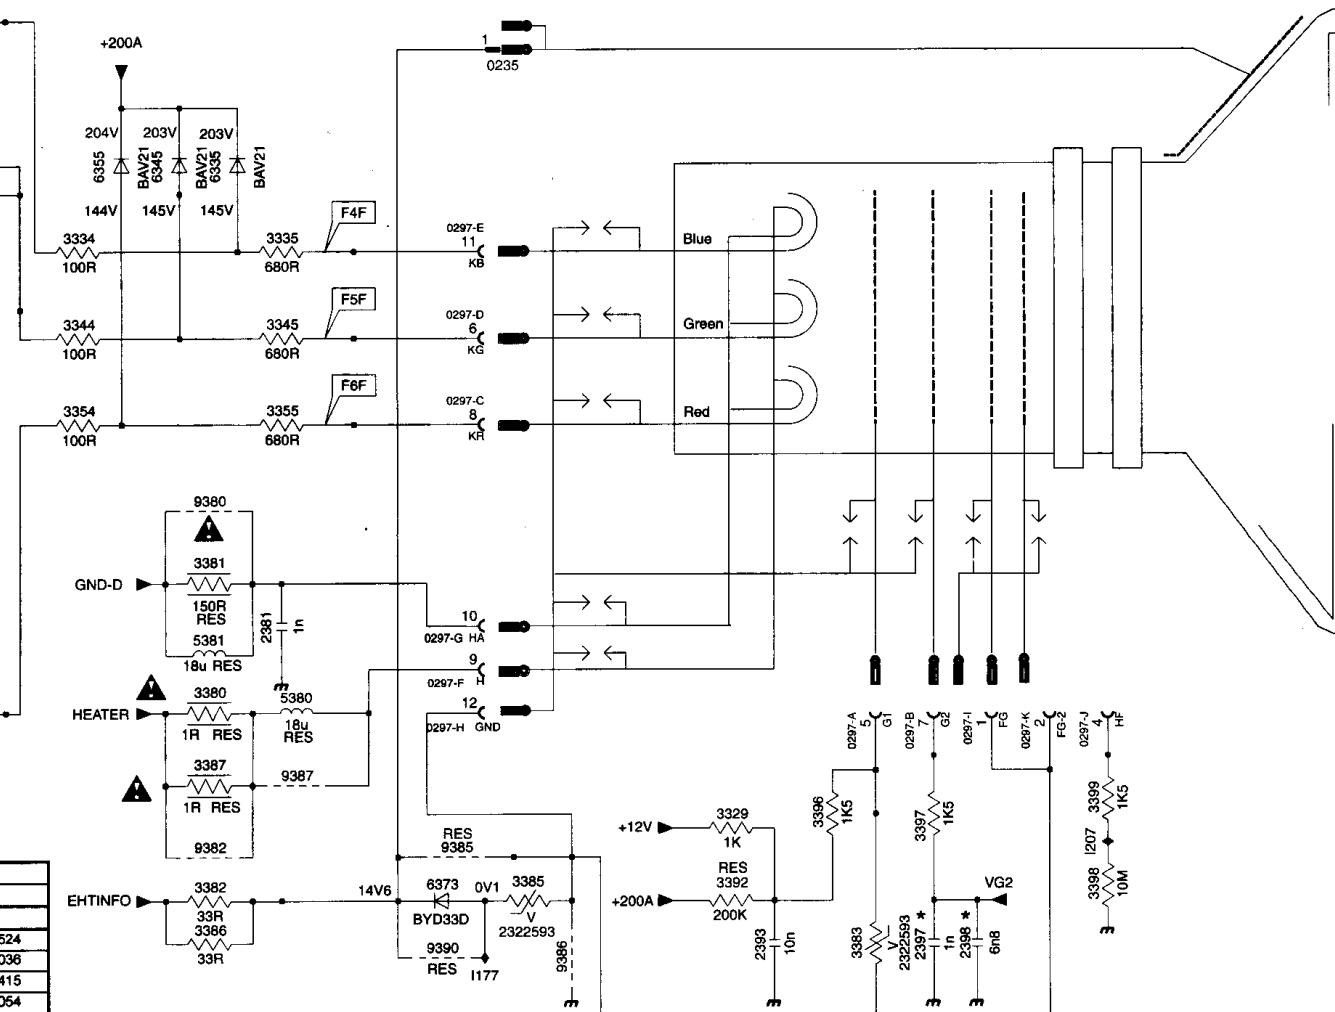 +200A
1
0235
204V
203V
203V
6355
BAV21
6345
BAV21
6335
BAV21
144V
145V
145V
F4F
3334
100R
3335
680R
0297-E
11
KB
Blue
F5F
3344
100R
3345
680R
0297-D
6
KG
Green
F6F
3354
100R
3355
680R
0297-C
8
KR
Red
9380
3381
GND-D
150R
RES
2381
1n
5381
18u RES
10
0297-G HA
9
0297-F H
12
0297-H GND
3380
HEATER
1R RES
5380
18u
RES
3387
1R RES
9387
9382
0297-A
5
G1
0297-B
7
G2
0297-I
1
FG
0297-K
2
FG-2
0297-J
4
HF
3396
1K5
3397
1K5
3399
1K5
I207
3398
10M
+12V
3329
1K
RES
3392
+200A
200K
2393
10n
3383
V
2322593
2397 *
1n
2398 *
6n8
VG2
RES
9385
EHTINFO
3382
33R
3386
33R
14V6
6373
BYD33D
0V1
3385
V
2322593
9390
RES
I177
9386
524
036
415
054